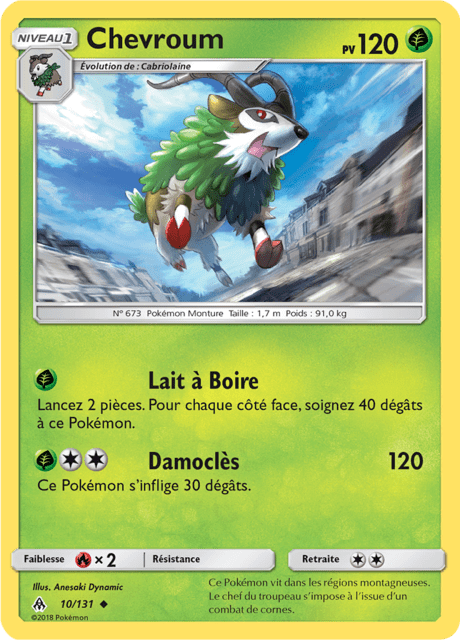 NIVEAU 1
Chevroum
PV 120
Évolution de : Cabriolaine
N° 673 Pokémon Monture Taille : 1,7 m Poids : 91,0 kg
Lait à Boire
Lancez 2 pièces. Pour chaque côté face, soignez 40 dégâts
à ce Pokémon.
Damoclès 120
Ce Pokémon s'inflige 30 dégâts.
Faiblesse × 2 Résistance Retraite
Illus. Anesaki Dynamic
10/131
©2018 Pokémon
Ce Pokémon vit dans les régions montagneuses.
Le chef du troupeau s'impose à l'issue d'un
combat de cornes.